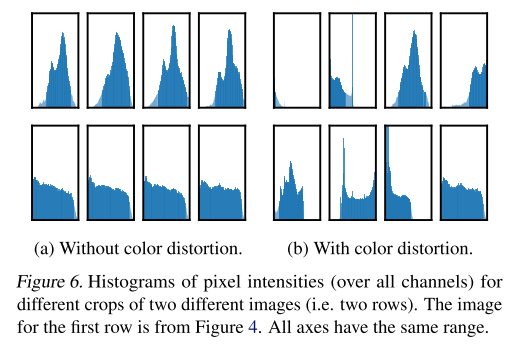 (a) Without color distortion.
(b) With color distortion.
Figure 6. Histograms of pixel intensities (over all channels) for
different crops of two different images (i.e. two rows). The image
for the first row is from Figure 4. All axes have the same range.